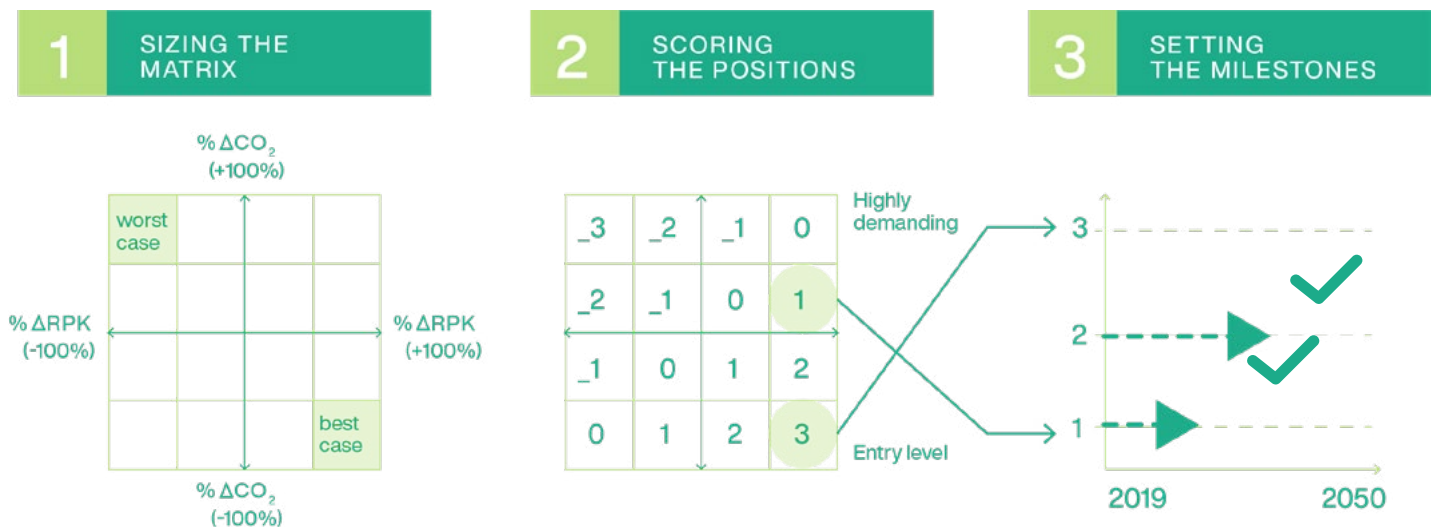 1
SIZING THE
MATRIX
2
SCORING
THE POSITIONS
3
SETTING
THE MILESTONES
% ΔCO₂
(+100%)
worst
case
% ΔRPK
(-100%)
% ΔRPK
(+100%)
best
case
% ΔCO₂
(-100%)
_3 _2 _1 0
_2 _1 0 1
_1 0 1 2
0 1 2 3
Highly
demanding
Entry level
3
2
1
2019 2050